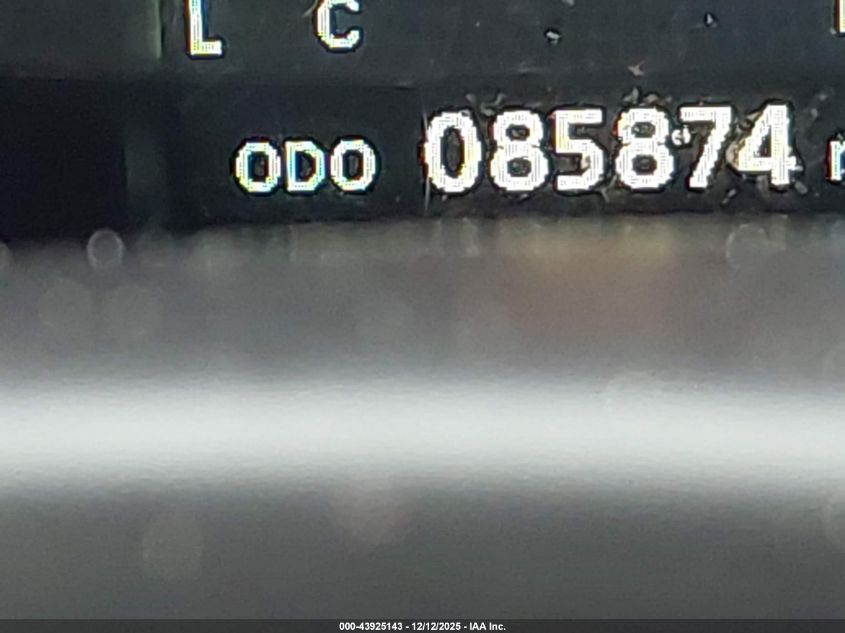 L C
ODO 085874
000-43925143 - 12/12/2025 - IAA Inc.